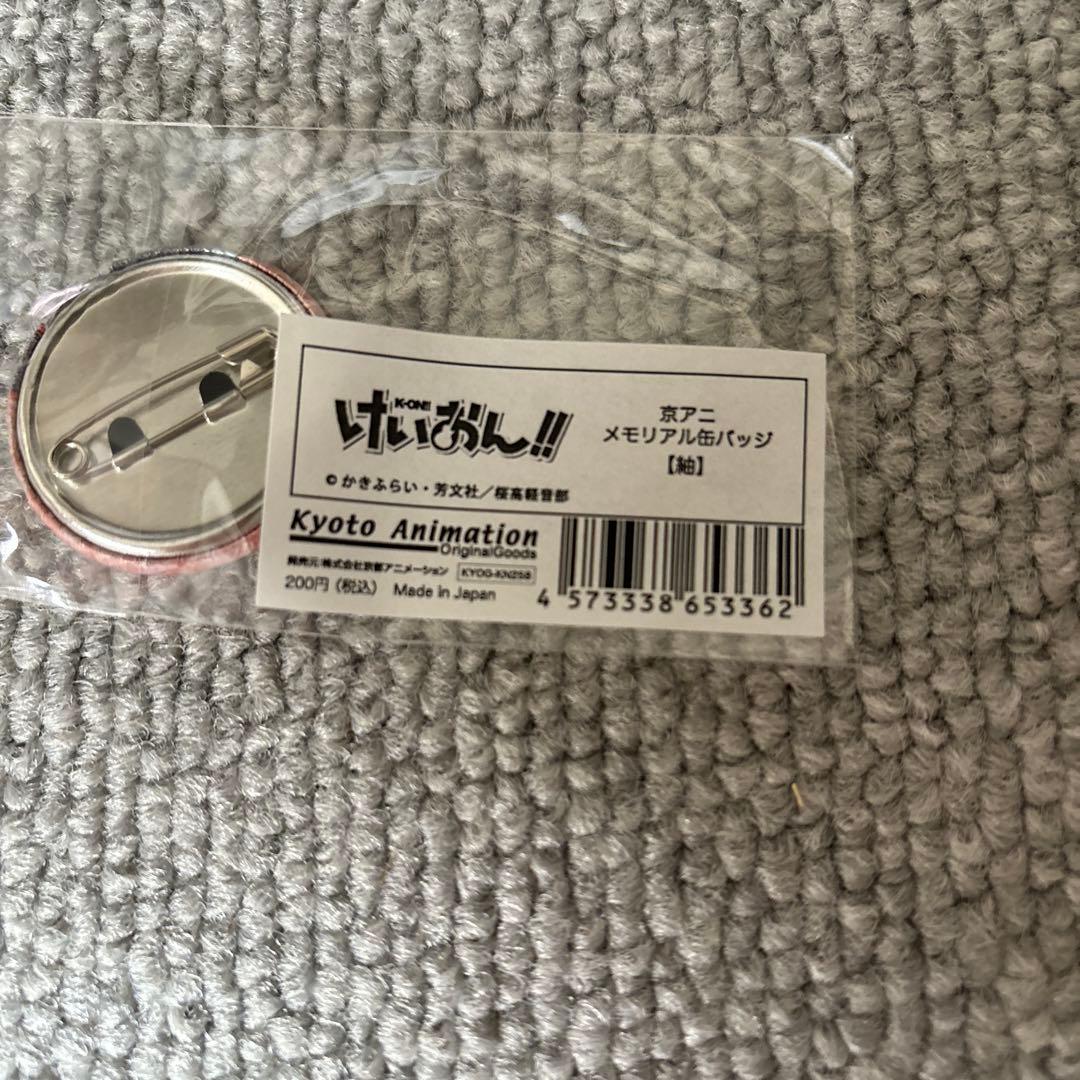 K-ON!!
けいおん!!
京アニ
メモリアル缶バッジ
【紬】
©かきふらい・芳文社／桜高軽音部
Kyoto Animation
OriginalGoods
発売元:株式会社京都アニメーション KYOG-KN258
200円（税込） Made in Japan
4 573338 653362